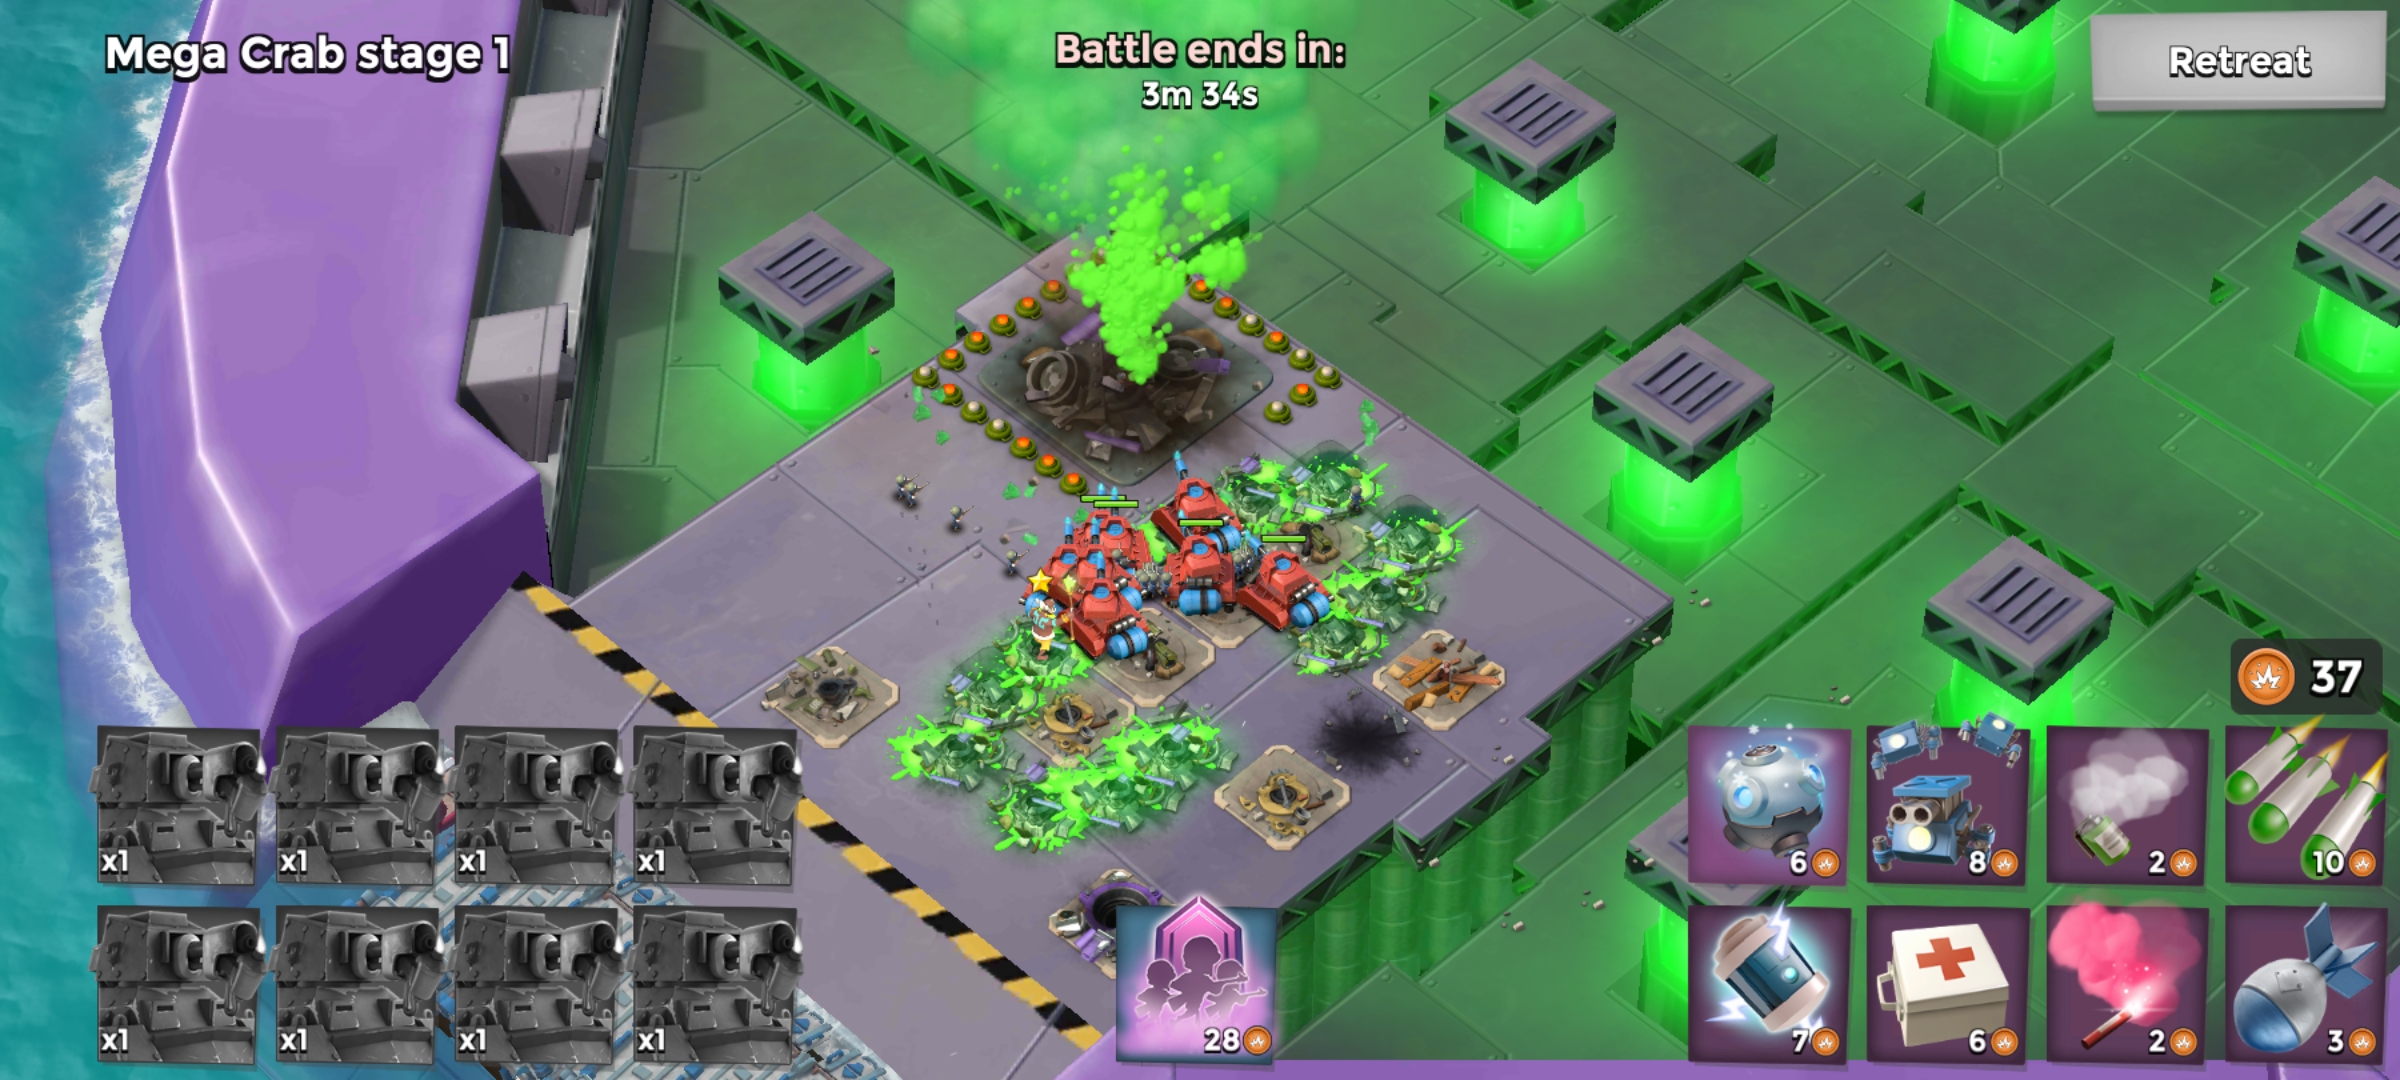 Mega Crab stage 1
Battle ends in:
3m 34s
Retreat
37
x1 x1 x1 x1
6 8 2 10
x1 x1 x1 x1
28
7 6 2 3